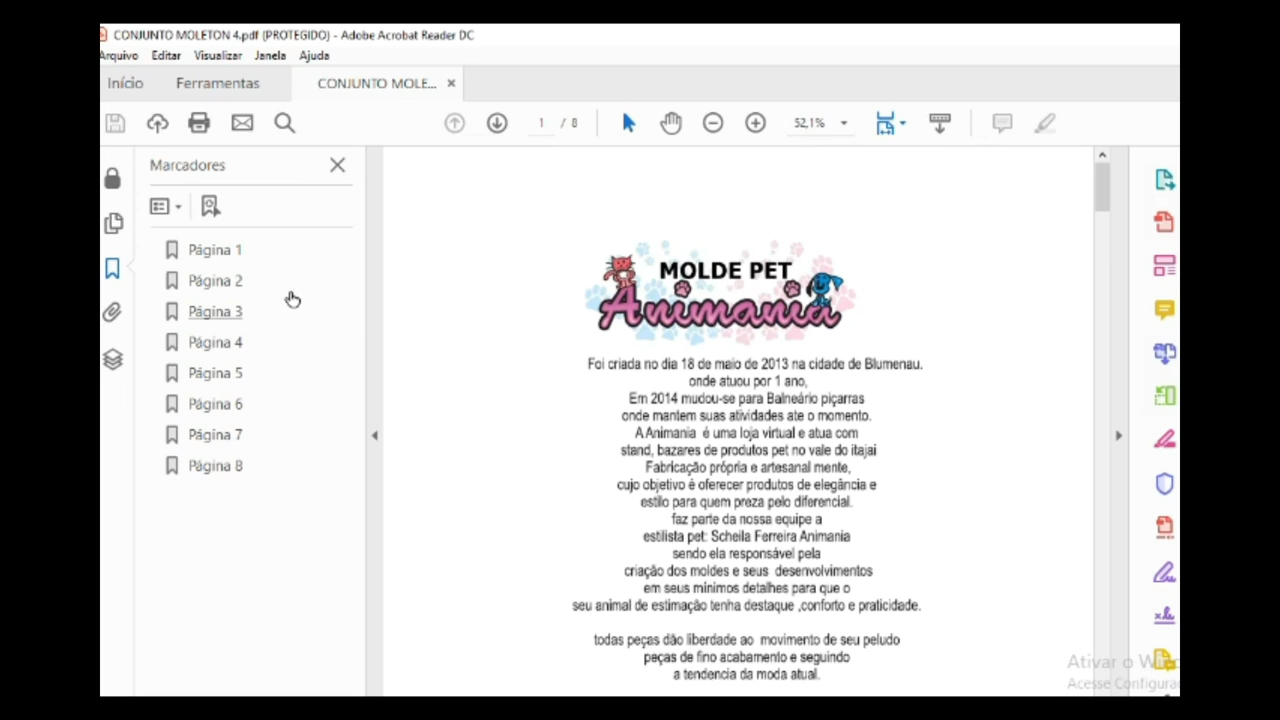 CONJUNTO MOLETON 4.pdf (PROTEGIDO) - Adobe Acrobat Reader DC
Arquivo Editar Visualizar Janela Ajuda
Início Ferramentas CONJUNTO MOLE...
1 / 8 52,1%
Marcadores
Página 1
Página 2
Página 3
Página 4
Página 5
Página 6
Página 7
Página 8
MOLDE PET
Animania
Foi criada no dia 18 de maio de 2013 na cidade de Blumenau.
onde atuou por 1 ano,
Em 2014 mudou-se para Balneário piçarras
onde mantem suas atividades ate o momento.
A Animania é uma loja virtual e atua com
stand, bazares de produtos pet no vale do itajai
Fabricação própria e artesanal mente,
cujo objetivo é oferecer produtos de elegância e
estilo para quem preza pelo diferencial.
faz parte da nossa equipe a
estilista pet: Scheila Ferreira Animania
sendo ela responsável pela
criação dos moldes e seus desenvolvimentos
em seus mínimos detalhes para que o
seu animal de estimação tenha destaque ,conforto e praticidade.
todas peças dão liberdade ao movimento de seu peludo
peças de fino acabamento e seguindo
a tendencia da moda atual.
Ativar o Win
Acesse Configura